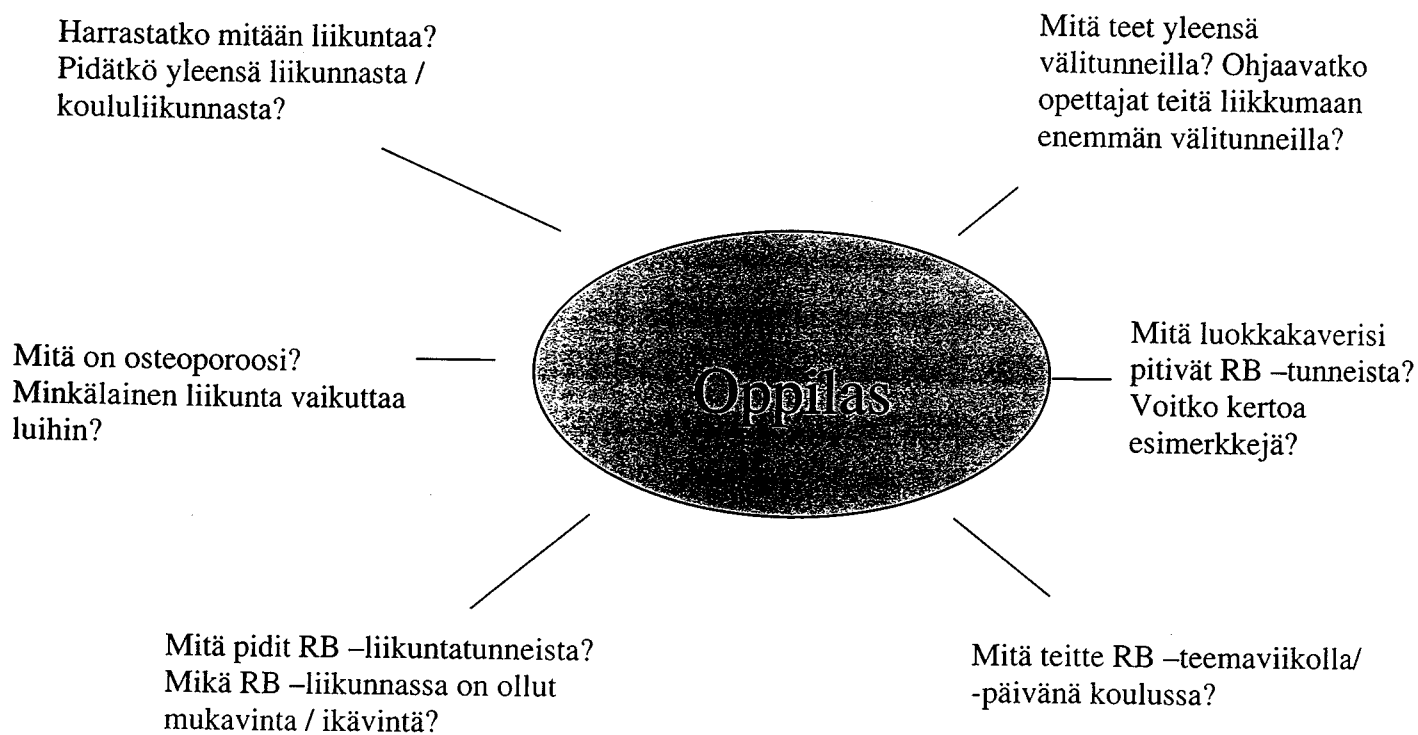 Harrastatko mitään liikuntaa?
Pidätkö yleensä liikunnasta /
koululiikunnasta?
Mitä teet yleensä
välitunneilla? Ohjaavatko
opettajat teitä liikkumaan
enemmän välitunneilla?
Mitä on osteoporoosi?
Minkälainen liikunta vaikuttaa
luihin?
Oppilas
Mitä luokkakaverisi
pitivät RB –tunneista?
Voitko kertoa
esimerkkejä?
Mitä pidit RB –liikuntatunneista?
Mikä RB –liikunnassa on ollut
mukavinta / ikävintä?
Mitä teitte RB –teemaviikolla/
-päivänä koulussa?